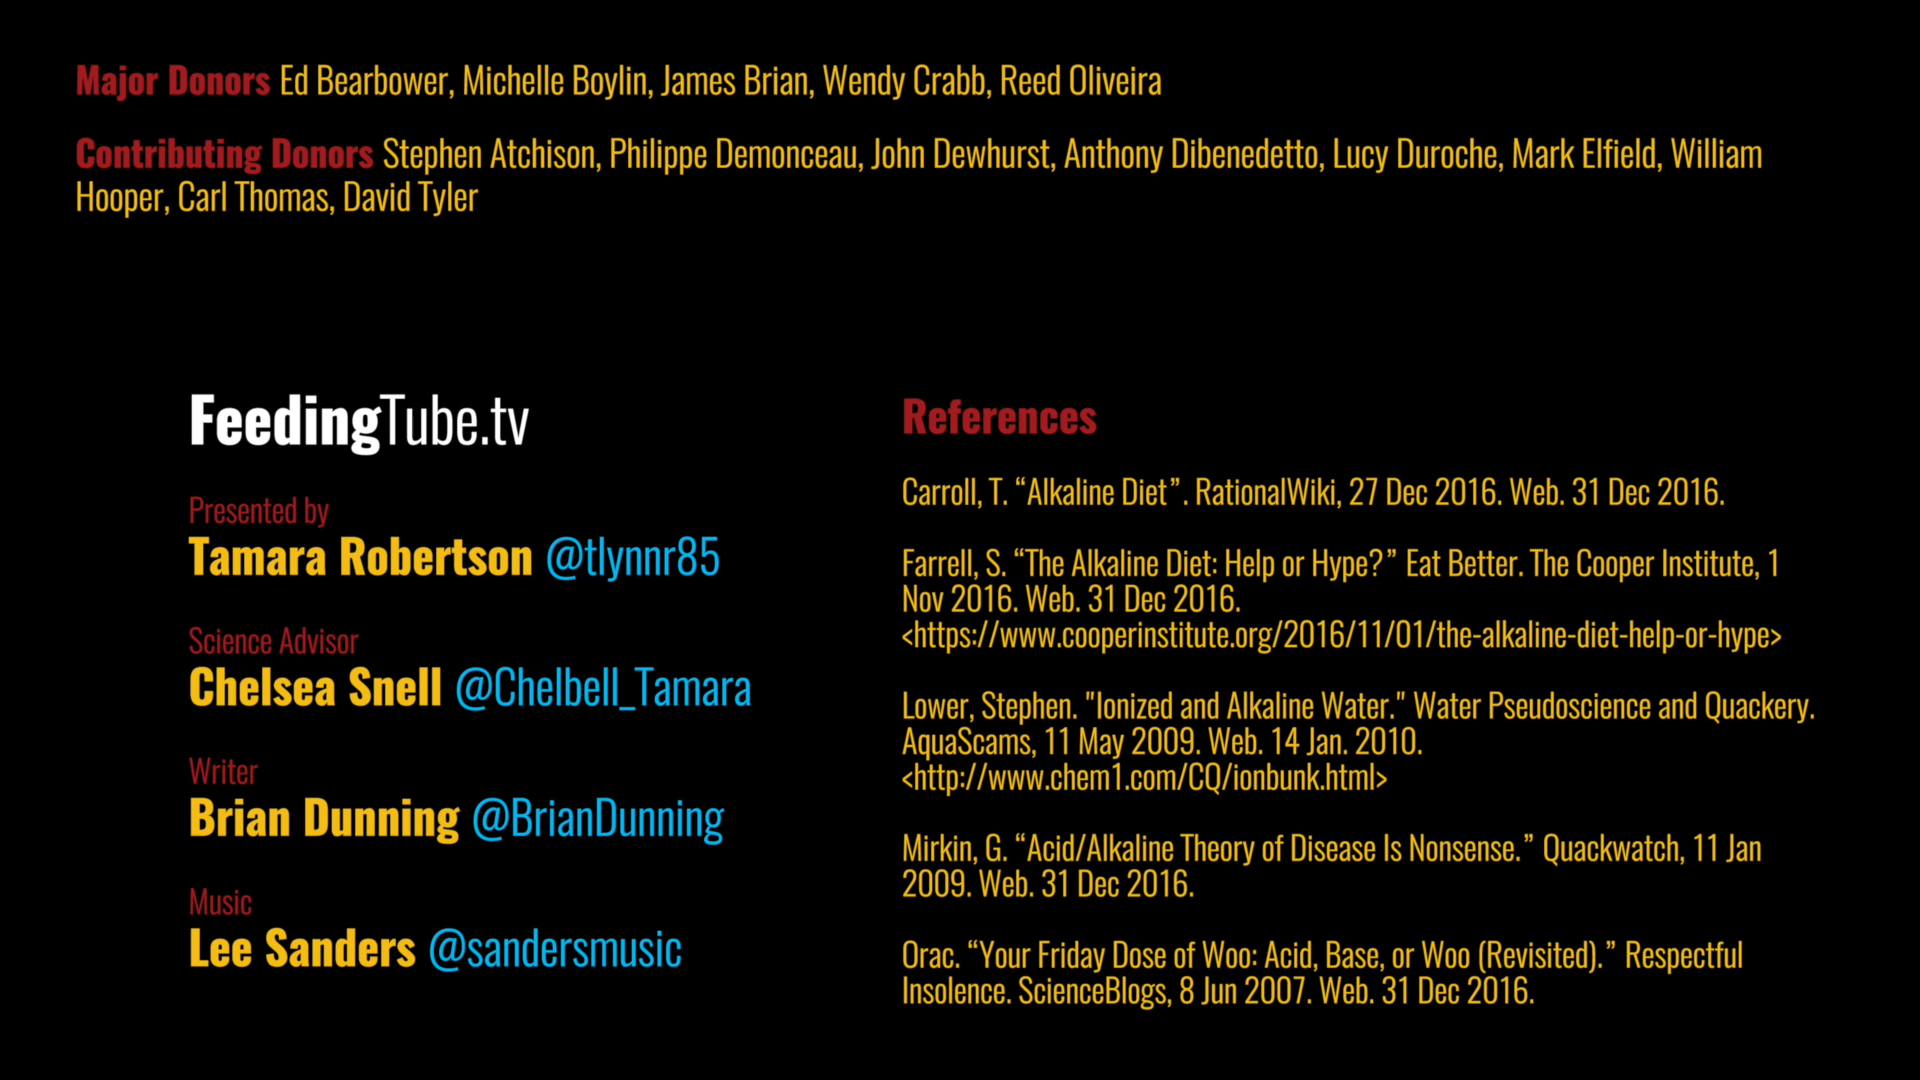 Major Donors Ed Bearbower, Michelle Boylin, James Brian, Wendy Crabb, Reed Oliveira
Contributing Donors Stephen Atchison, Philippe Demonceau, John Dewhurst, Anthony Dibenedetto, Lucy Duroche, Mark Elfield, William
Hooper, Carl Thomas, David Tyler
FeedingTube.tv
Presented by
Tamara Robertson @tlynnr85
Science Advisor
Chelsea Snell @Chelbell_Tamara
Writer
Brian Dunning @BrianDunning
Music
Lee Sanders @sandersmusic
References
Carroll, T. “Alkaline Diet”. RationalWiki, 27 Dec 2016. Web. 31 Dec 2016.
Farrell, S. “The Alkaline Diet: Help or Hype?” Eat Better. The Cooper Institute, 1
Nov 2016. Web. 31 Dec 2016.
<https://www.cooperinstitute.org/2016/11/01/the-alkaline-diet-help-or-hype>
Lower, Stephen. "Ionized and Alkaline Water." Water Pseudoscience and Quackery.
AquaScams, 11 May 2009. Web. 14 Jan. 2010.
<http://www.chem1.com/CQ/ionbunk.html>
Mirkin, G. “Acid/Alkaline Theory of Disease Is Nonsense.” Quackwatch, 11 Jan
2009. Web. 31 Dec 2016.
Orac. “Your Friday Dose of Woo: Acid, Base, or Woo (Revisited).” Respectful
Insolence. ScienceBlogs, 8 Jun 2007. Web. 31 Dec 2016.